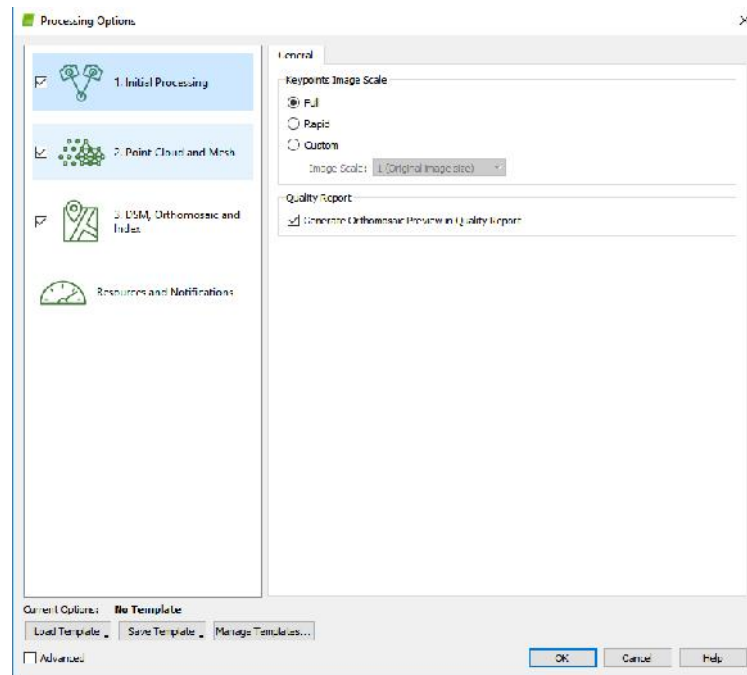 Processing Options
1. Initial Processing
2. Point Cloud and Mesh
3. DSM, Orthomosaic and
Index
Resources and Notifications
General
Keypoints Image Scale
Full
Rapid
Custom
Image Scale: 1 (Original image size)
Quality Report
Generate Orthomosaic Preview in Quality Report
Current Options: No Template
Load Template Save Template Manage Templates...
Advanced
OK Cancel Help